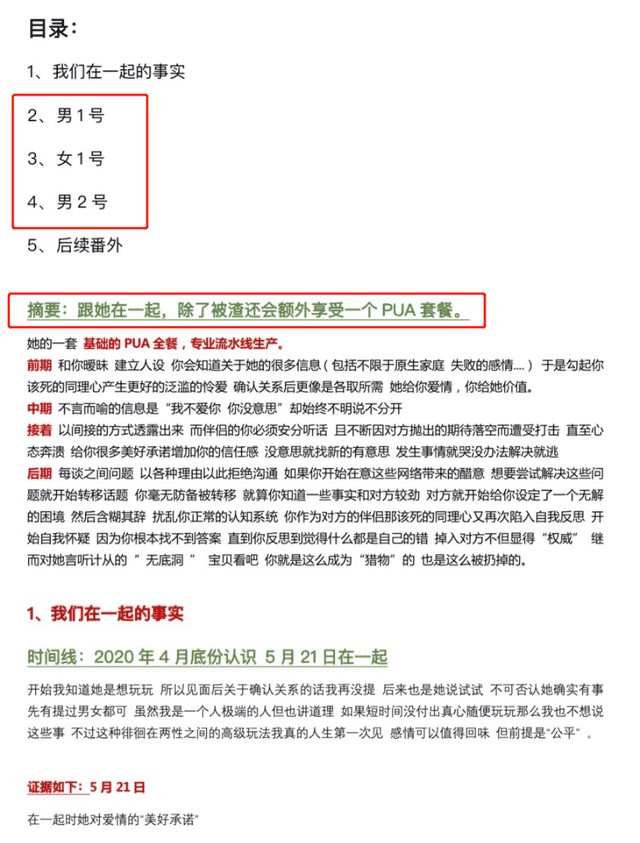 目录：
1、我们在一起的事实
2、男1号
3、女1号
4、男2号
5、后续番外
摘要：跟她在一起，除了被渣还会额外享受一个 PUA 套餐。
她的一套 基础的 PUA 全餐，专业流水线生产。
前期 和你暧昧 建立人设 你会知道关于她的很多信息（包括不限于原生家庭 失败的感情....）于是勾起你
该死的同理心产生更好的泛滥的怜爱 确认关系后更像是各取所需 她给你爱情，你给她价值。
中期 不言而喻的信息是“我不爱你 你没意思”却始终不明说不分开
接着 以间接的方式透露出来 而伴侣的你必须安分听话 且不断因对方抛出的期待落空而遭受打击 直至心
态奔溃 给你很多美好承诺增加你的信任感 没意思就找新的有意思 发生事情就哭没办法解决就逃
后期 每谈之间问题 以各种理由以此拒绝沟通 如果你开始在意这些网络带来的醋意 想要尝试解决这些问
题就开始转移话题 你毫无防备被转移 就算你知道一些事实和对方较劲 对方就开始给你设定了一个无解
的困境 然后含糊其辞 扰乱你正常的认知系统 你作为对方的伴侣那该死的同理心又再次陷入自我反思 开
始自我怀疑 因为你根本找不到答案 直到你反思到觉得什么都是自己的错 掉入对方不但显得“权威” 继
而对她言听计从的“ 无底洞 ” 宝贝看吧 你就是这么成为“猎物”的 也是这么被扔掉的。
1、我们在一起的事实
时间线：2020 年 4 月底份认识 5 月 21 日在一起
开始我知道她是想玩玩 所以见面后关于确认关系的话我再没提 后来也是她说试试 不可否认她确实有事
先有提过男女都可 虽然我是一个人极端的人但也讲道理 如果短时间没付出真心随便玩玩那么我也不想说
这些事 不过这种徘徊在两性之间的高级玩法我真的人生第一次见 感情可以值得回味 但前提是“公平” 。
证据如下：5 月 21 日
在一起时她对爱情的“美好承诺”